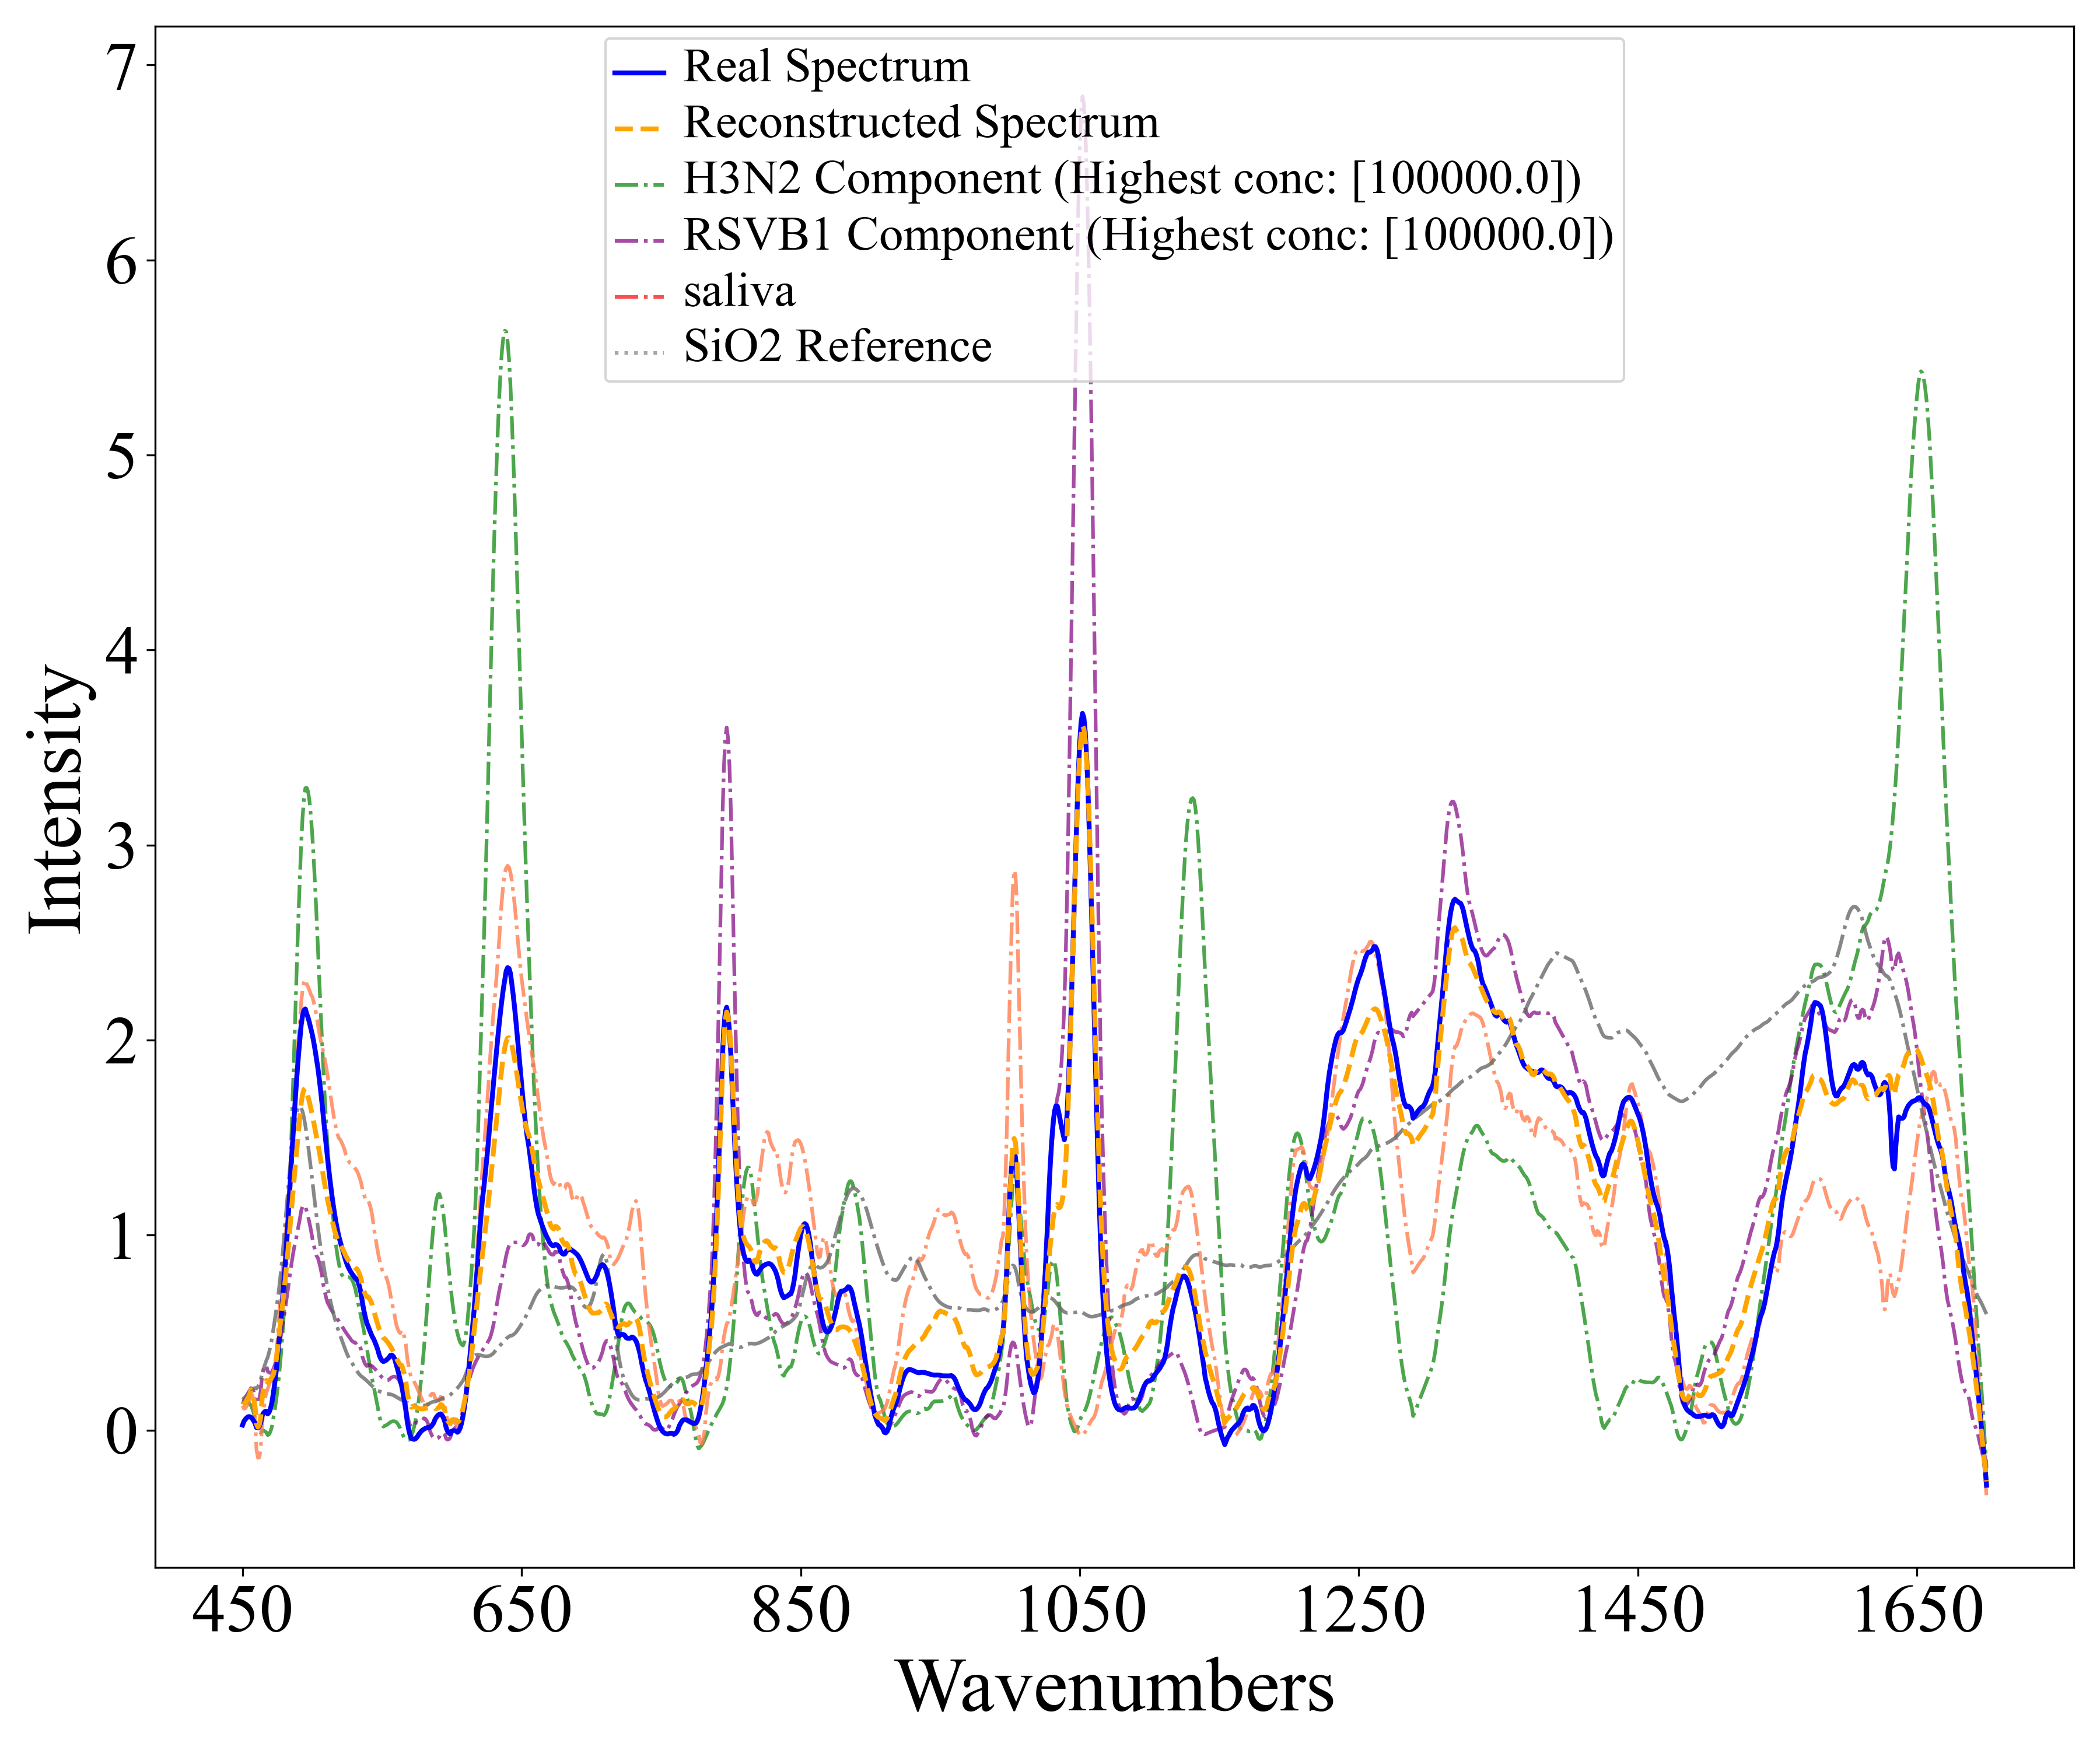 7
6
5
4
3
2
1
0
Intensity
Real Spectrum
Reconstructed Spectrum
H3N2 Component (Highest conc: [100000.0])
RSVB1 Component (Highest conc: [100000.0])
saliva
SiO2 Reference
450 650 850 1050 1250 1450 1650
Wavenumbers